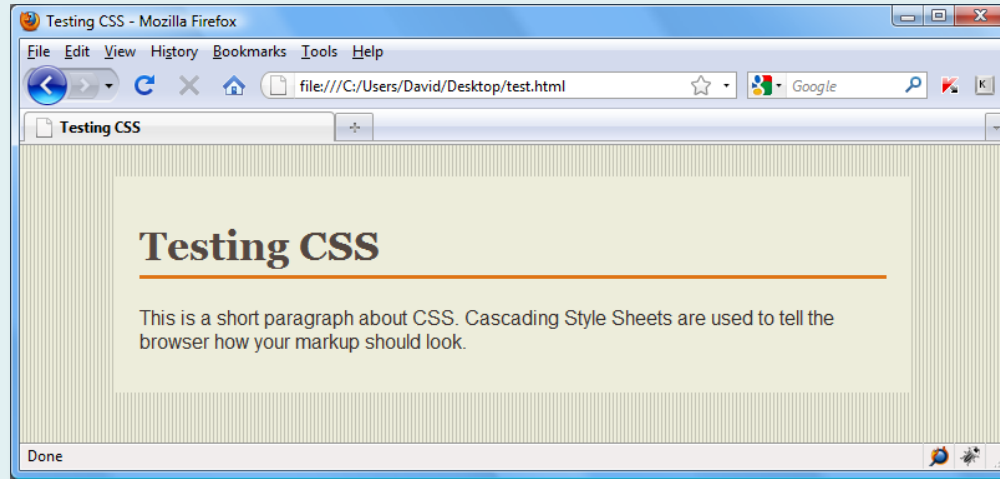 Testing CSS - Mozilla Firefox
File Edit View History Bookmarks Tools Help
file:///C:/Users/David/Desktop/test.html
Google
K
Testing CSS
Testing CSS
This is a short paragraph about CSS. Cascading Style Sheets are used to tell the
browser how your markup should look.
Done